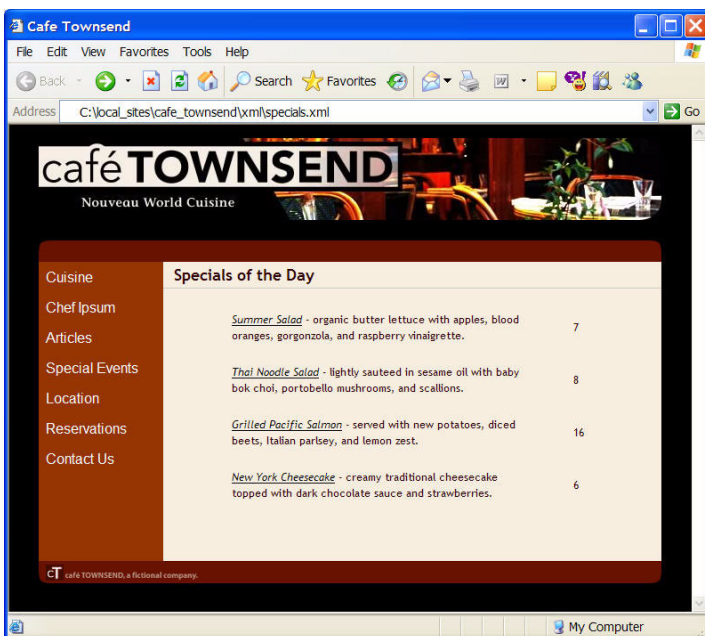 Cafe Townsend
File Edit View Favorites Tools Help
Back Search Favorites
Address C:\local_sites\cafe_townsend\xml\specials.xml Go
café TOWNSEND
Nouveau World Cuisine
Specials of the Day
Cuisine
Chef Ipsum
Articles
Special Events
Location
Reservations
Contact Us
Summer Salad - organic butter lettuce with apples, blood
oranges, gorgonzola, and raspberry vinaigrette.
7
Thai Noodle Salad - lightly sauteed in sesame oil with baby
bok choi, portobello mushrooms, and scallions.
8
Grilled Pacific Salmon - served with new potatoes, diced
beets, Italian parlsey, and lemon zest.
16
New York Cheesecake - creamy traditional cheesecake
topped with dark chocolate sauce and strawberries.
6
cT café TOWNSEND, a fictional company.
My Computer